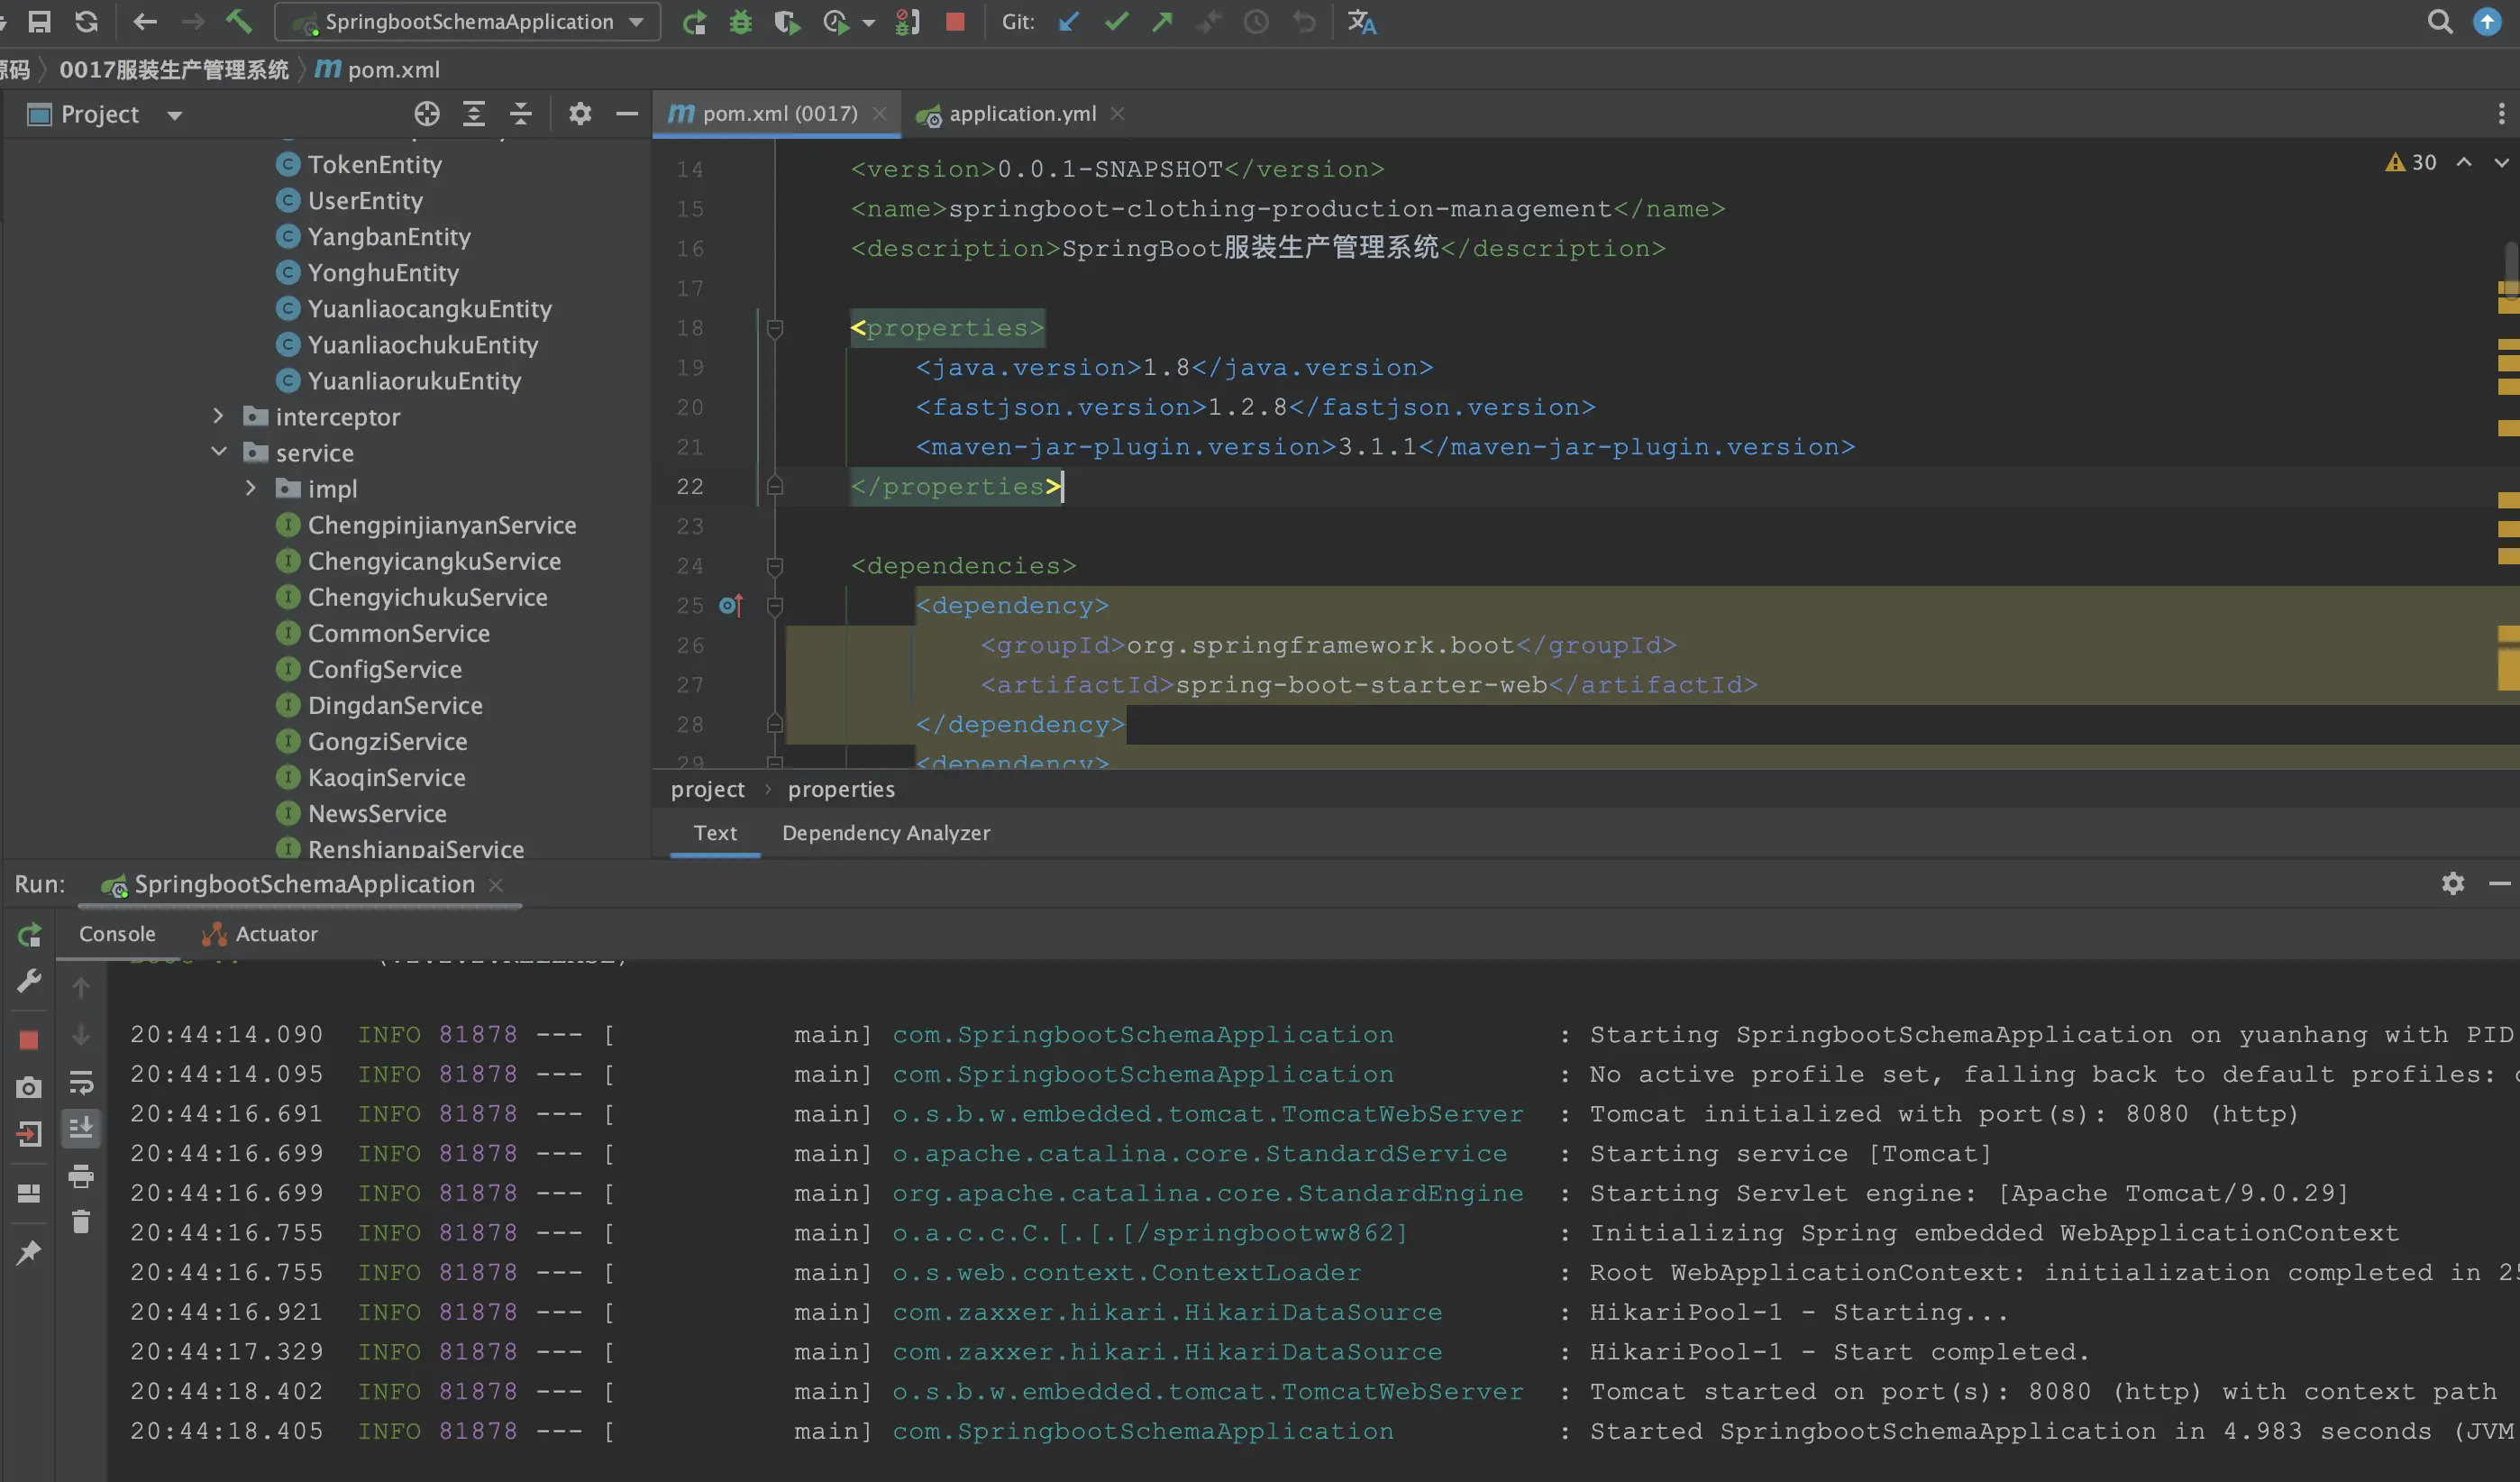 SpringbootSchemaApplication
Git:
源码 〉 0017服装生产管理系统 〉 pom.xml
Project
pom.xml (0017)
application.yml
TokenEntity
UserEntity
YangbanEntity
YonghuEntity
YuanliaocangkuEntity
YuanliaochukuEntity
YuanliaorukuEntity
interceptor
service
impl
ChengpinjianyanService
ChengyicangkuService
ChengyichukuService
CommonService
ConfigService
DingdanService
GongziService
KaoqinService
NewsService
RenshianpaiService
30
14 <version>0.0.1-SNAPSHOT</version>
15 <name>springboot-clothing-production-management</name>
16 <description>SpringBoot服装生产管理系统</description>
17
18 <properties>
19 <java.version>1.8</java.version>
20 <fastjson.version>1.2.8</fastjson.version>
21 <maven-jar-plugin.version>3.1.1</maven-jar-plugin.version>
22 </properties>
23
24 <dependencies>
25 <dependency>
26 <groupId>org.springframework.boot</groupId>
27 <artifactId>spring-boot-starter-web</artifactId>
28 </dependency>
29 <dependency>
project › properties
Text Dependency Analyzer
Run: SpringbootSchemaApplication
Console Actuator
20:44:14.090 INFO 81878 --- [ main] com.SpringbootSchemaApplication : Starting SpringbootSchemaApplication on yuanhang with PID
20:44:14.095 INFO 81878 --- [ main] com.SpringbootSchemaApplication : No active profile set, falling back to default profiles:
20:44:16.691 INFO 81878 --- [ main] o.s.b.w.embedded.tomcat.TomcatWebServer : Tomcat initialized with port(s): 8080 (http)
20:44:16.699 INFO 81878 --- [ main] o.apache.catalina.core.StandardService : Starting service [Tomcat]
20:44:16.699 INFO 81878 --- [ main] org.apache.catalina.core.StandardEngine : Starting Servlet engine: [Apache Tomcat/9.0.29]
20:44:16.755 INFO 81878 --- [ main] o.a.c.c.C.[.[.[/springbootww862] : Initializing Spring embedded WebApplicationContext
20:44:16.755 INFO 81878 --- [ main] o.s.web.context.ContextLoader : Root WebApplicationContext: initialization completed in
20:44:16.921 INFO 81878 --- [ main] com.zaxxer.hikari.HikariDataSource : HikariPool-1 - Starting...
20:44:17.329 INFO 81878 --- [ main] com.zaxxer.hikari.HikariDataSource : HikariPool-1 - Start completed.
20:44:18.402 INFO 81878 --- [ main] o.s.b.w.embedded.tomcat.TomcatWebServer : Tomcat started on port(s): 8080 (http) with context path
20:44:18.405 INFO 81878 --- [ main] com.SpringbootSchemaApplication : Started SpringbootSchemaApplication in 4.983 seconds (JVM